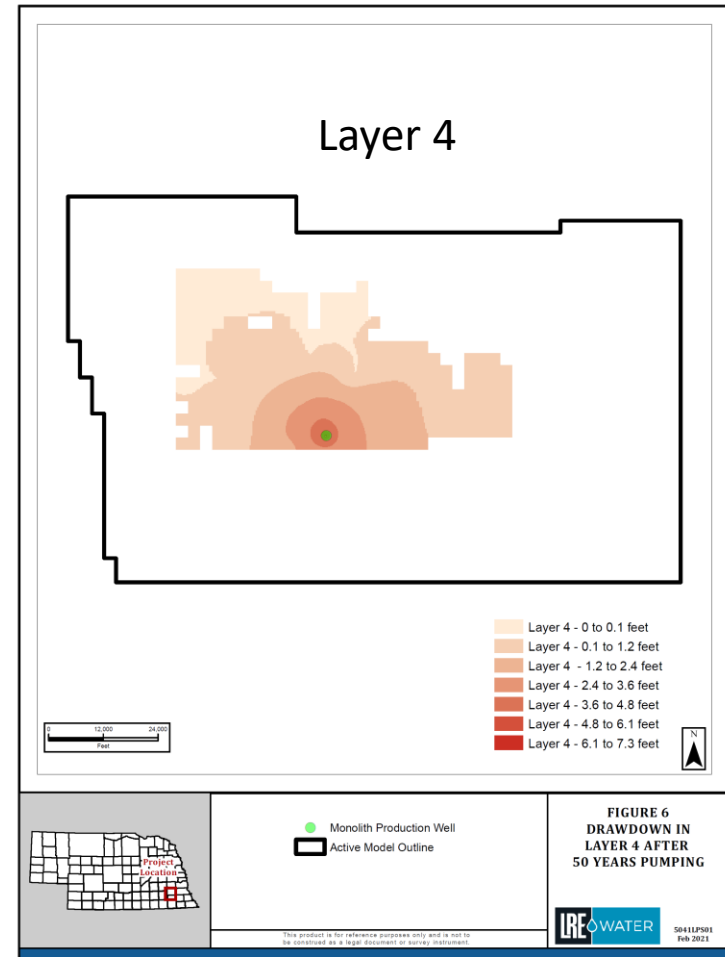 Layer 4
Layer 4 - 0 to 0.1 feet
Layer 4 - 0.1 to 1.2 feet
Layer 4 - 1.2 to 2.4 feet
Layer 4 - 2.4 to 3.6 feet
Layer 4 - 3.6 to 4.8 feet
Layer 4 - 4.8 to 6.1 feet
Layer 4 - 6.1 to 7.3 feet
0 12,000 24,000
Feet
N
Project
Location
Monolith Production Well
Active Model Outline
This product is for reference purposes only and is not to
be construed as a legal document or survey instrument.
FIGURE 6
DRAWDOWN IN
LAYER 4 AFTER
50 YEARS PUMPING
LRE WATER
5041LPS01
Feb 2021